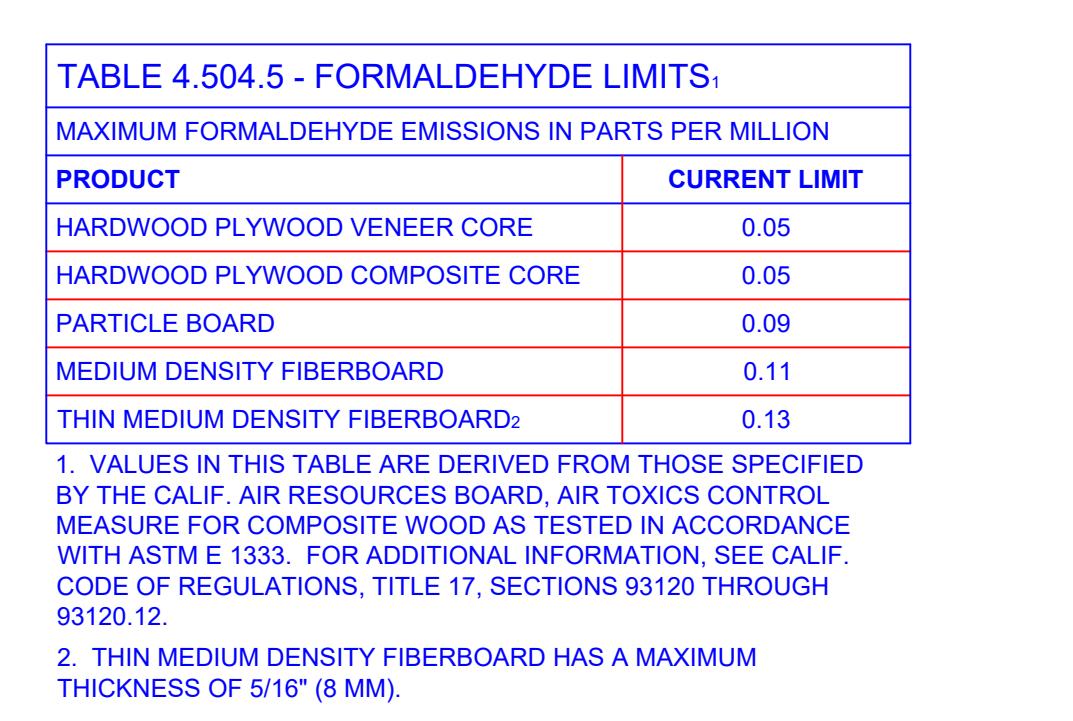 TABLE 4.504.5 - FORMALDEHYDE LIMITS1
MAXIMUM FORMALDEHYDE EMISSIONS IN PARTS PER MILLION
PRODUCT CURRENT LIMIT
HARDWOOD PLYWOOD VENEER CORE 0.05
HARDWOOD PLYWOOD COMPOSITE CORE 0.05
PARTICLE BOARD 0.09
MEDIUM DENSITY FIBERBOARD 0.11
THIN MEDIUM DENSITY FIBERBOARD2 0.13
1. VALUES IN THIS TABLE ARE DERIVED FROM THOSE SPECIFIED
BY THE CALIF. AIR RESOURCES BOARD, AIR TOXICS CONTROL
MEASURE FOR COMPOSITE WOOD AS TESTED IN ACCORDANCE
WITH ASTM E 1333. FOR ADDITIONAL INFORMATION, SEE CALIF.
CODE OF REGULATIONS, TITLE 17, SECTIONS 93120 THROUGH
93120.12.
2. THIN MEDIUM DENSITY FIBERBOARD HAS A MAXIMUM
THICKNESS OF 5/16" (8 MM).